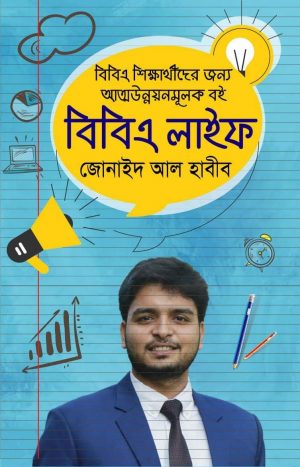 বিবিএ শিক্ষার্থীদের জন্য
আত্মউন্নয়নমূলক বই
বিবিএ লাইফ
জোনাইদ আল হাবীব